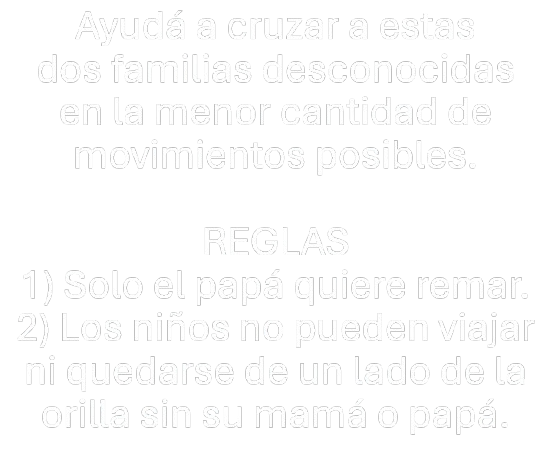 Ayudá a cruzar a estas
dos familias desconocidas
en la menor cantidad de
movimientos posibles.
REGLAS
1) Solo el papá quiere remar.
2) Los niños no pueden viajar
ni quedarse de un lado de la
orilla sin su mamá o papá.